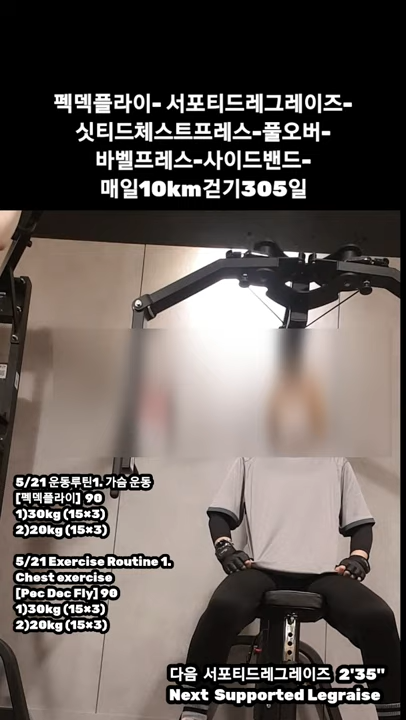 펙덱플라이- 서포티드레그레이즈-
싯티드체스트프레스-풀오버-
바벨프레스-사이드밴드-
매일10km걷기305일
5/21 운동루틴1. 가슴 운동
[펙덱플라이] 90
1)30kg (15×3)
2)20kg (15×3)
5/21 Exercise Routine 1.
Chest exercise
[Pec Dec Fly] 90
1)30kg (15×3)
2)20kg (15×3)
다음 서포티드레그레이즈 2'35"
Next Supported Legraise